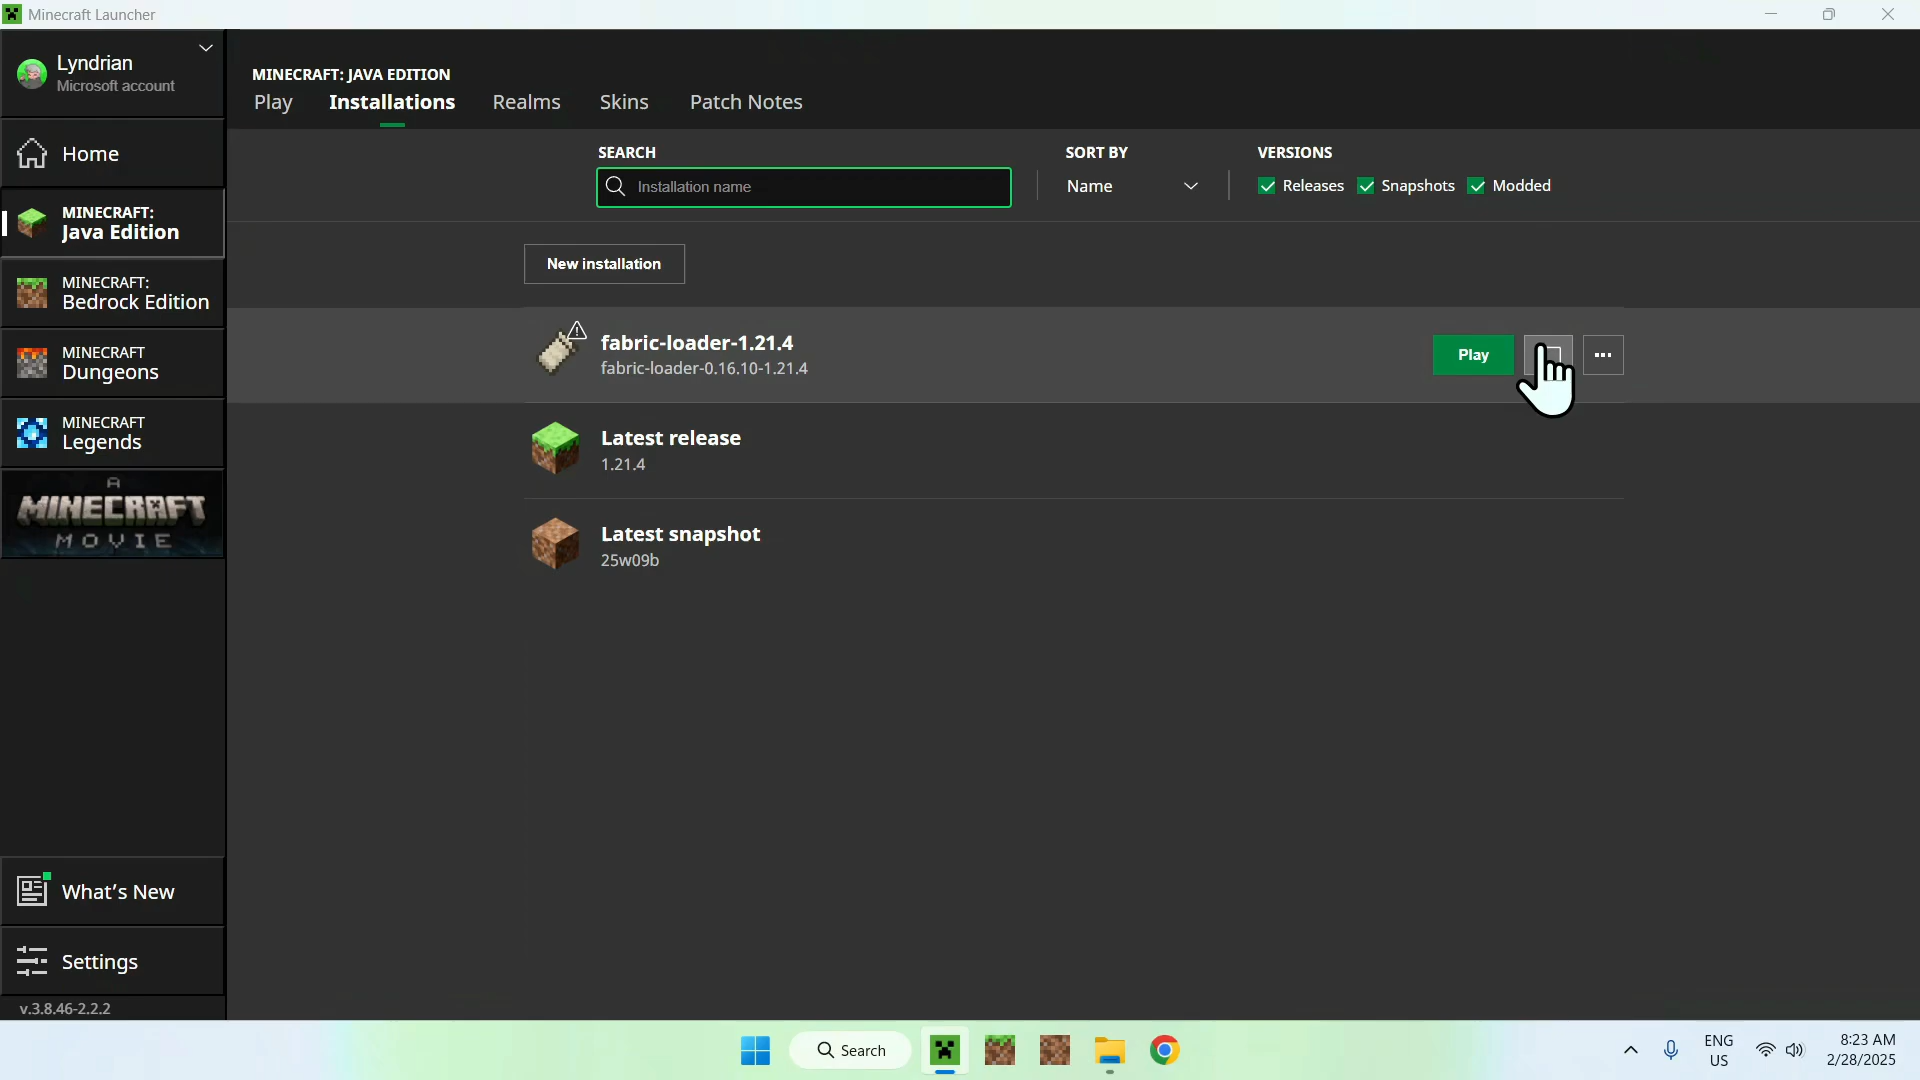 Minecraft Launcher
Lyndrian
Microsoft account
Home
MINECRAFT:
Java Edition
MINECRAFT:
Bedrock Edition
MINECRAFT
Dungeons
MINECRAFT
Legends
A
MINECRAFT
MOVIE
What's New
Settings
v.3.8.46-2.2.2
MINECRAFT: JAVA EDITION
Play Installations Realms Skins Patch Notes
SEARCH SORT BY VERSIONS
Installation name Name Releases Snapshots Modded
New installation
fabric-loader-1.21.4
fabric-loader-0.16.10-1.21.4
Play
Latest release
1.21.4
Latest snapshot
25w09b
Search
ENG
US
8:23 AM
2/28/2025